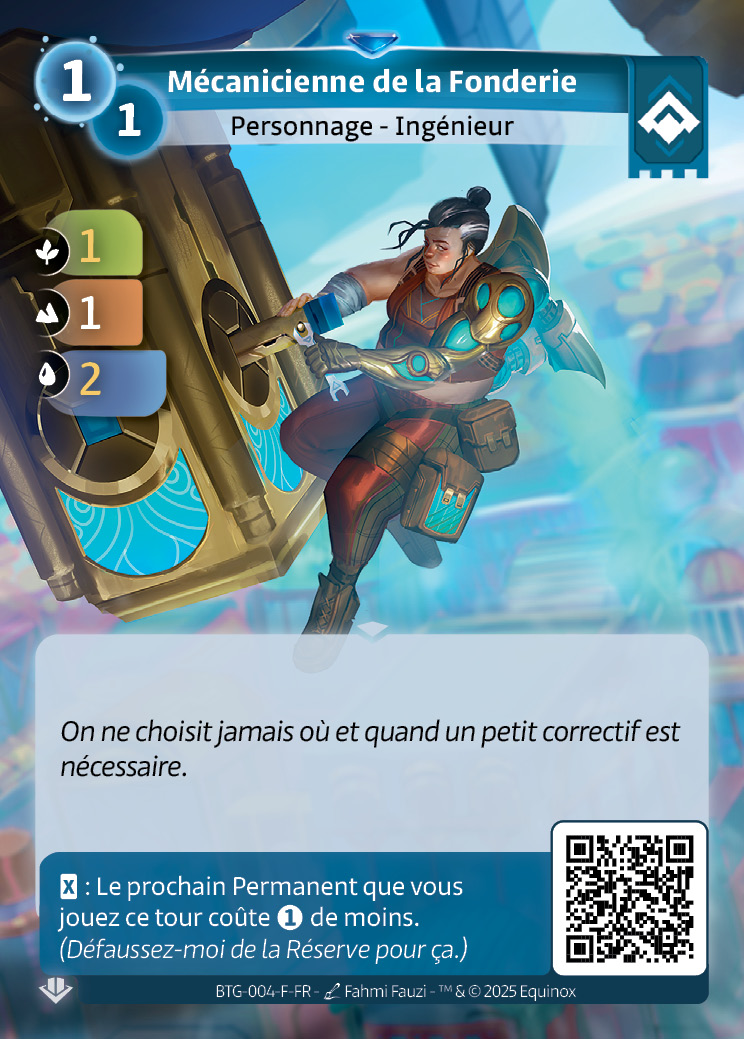 1
1
Mécanicienne de la Fonderie
Personnage - Ingénieur
1
1
2
On ne choisit jamais où et quand un petit correctif est
nécessaire.
X : Le prochain Permanent que vous
jouez ce tour coûte 1 de moins.
(Défaussez-moi de la Réserve pour ça.)
BTG-004-F-FR - Fahmi Fauzi - ™ & © 2025 Equinox